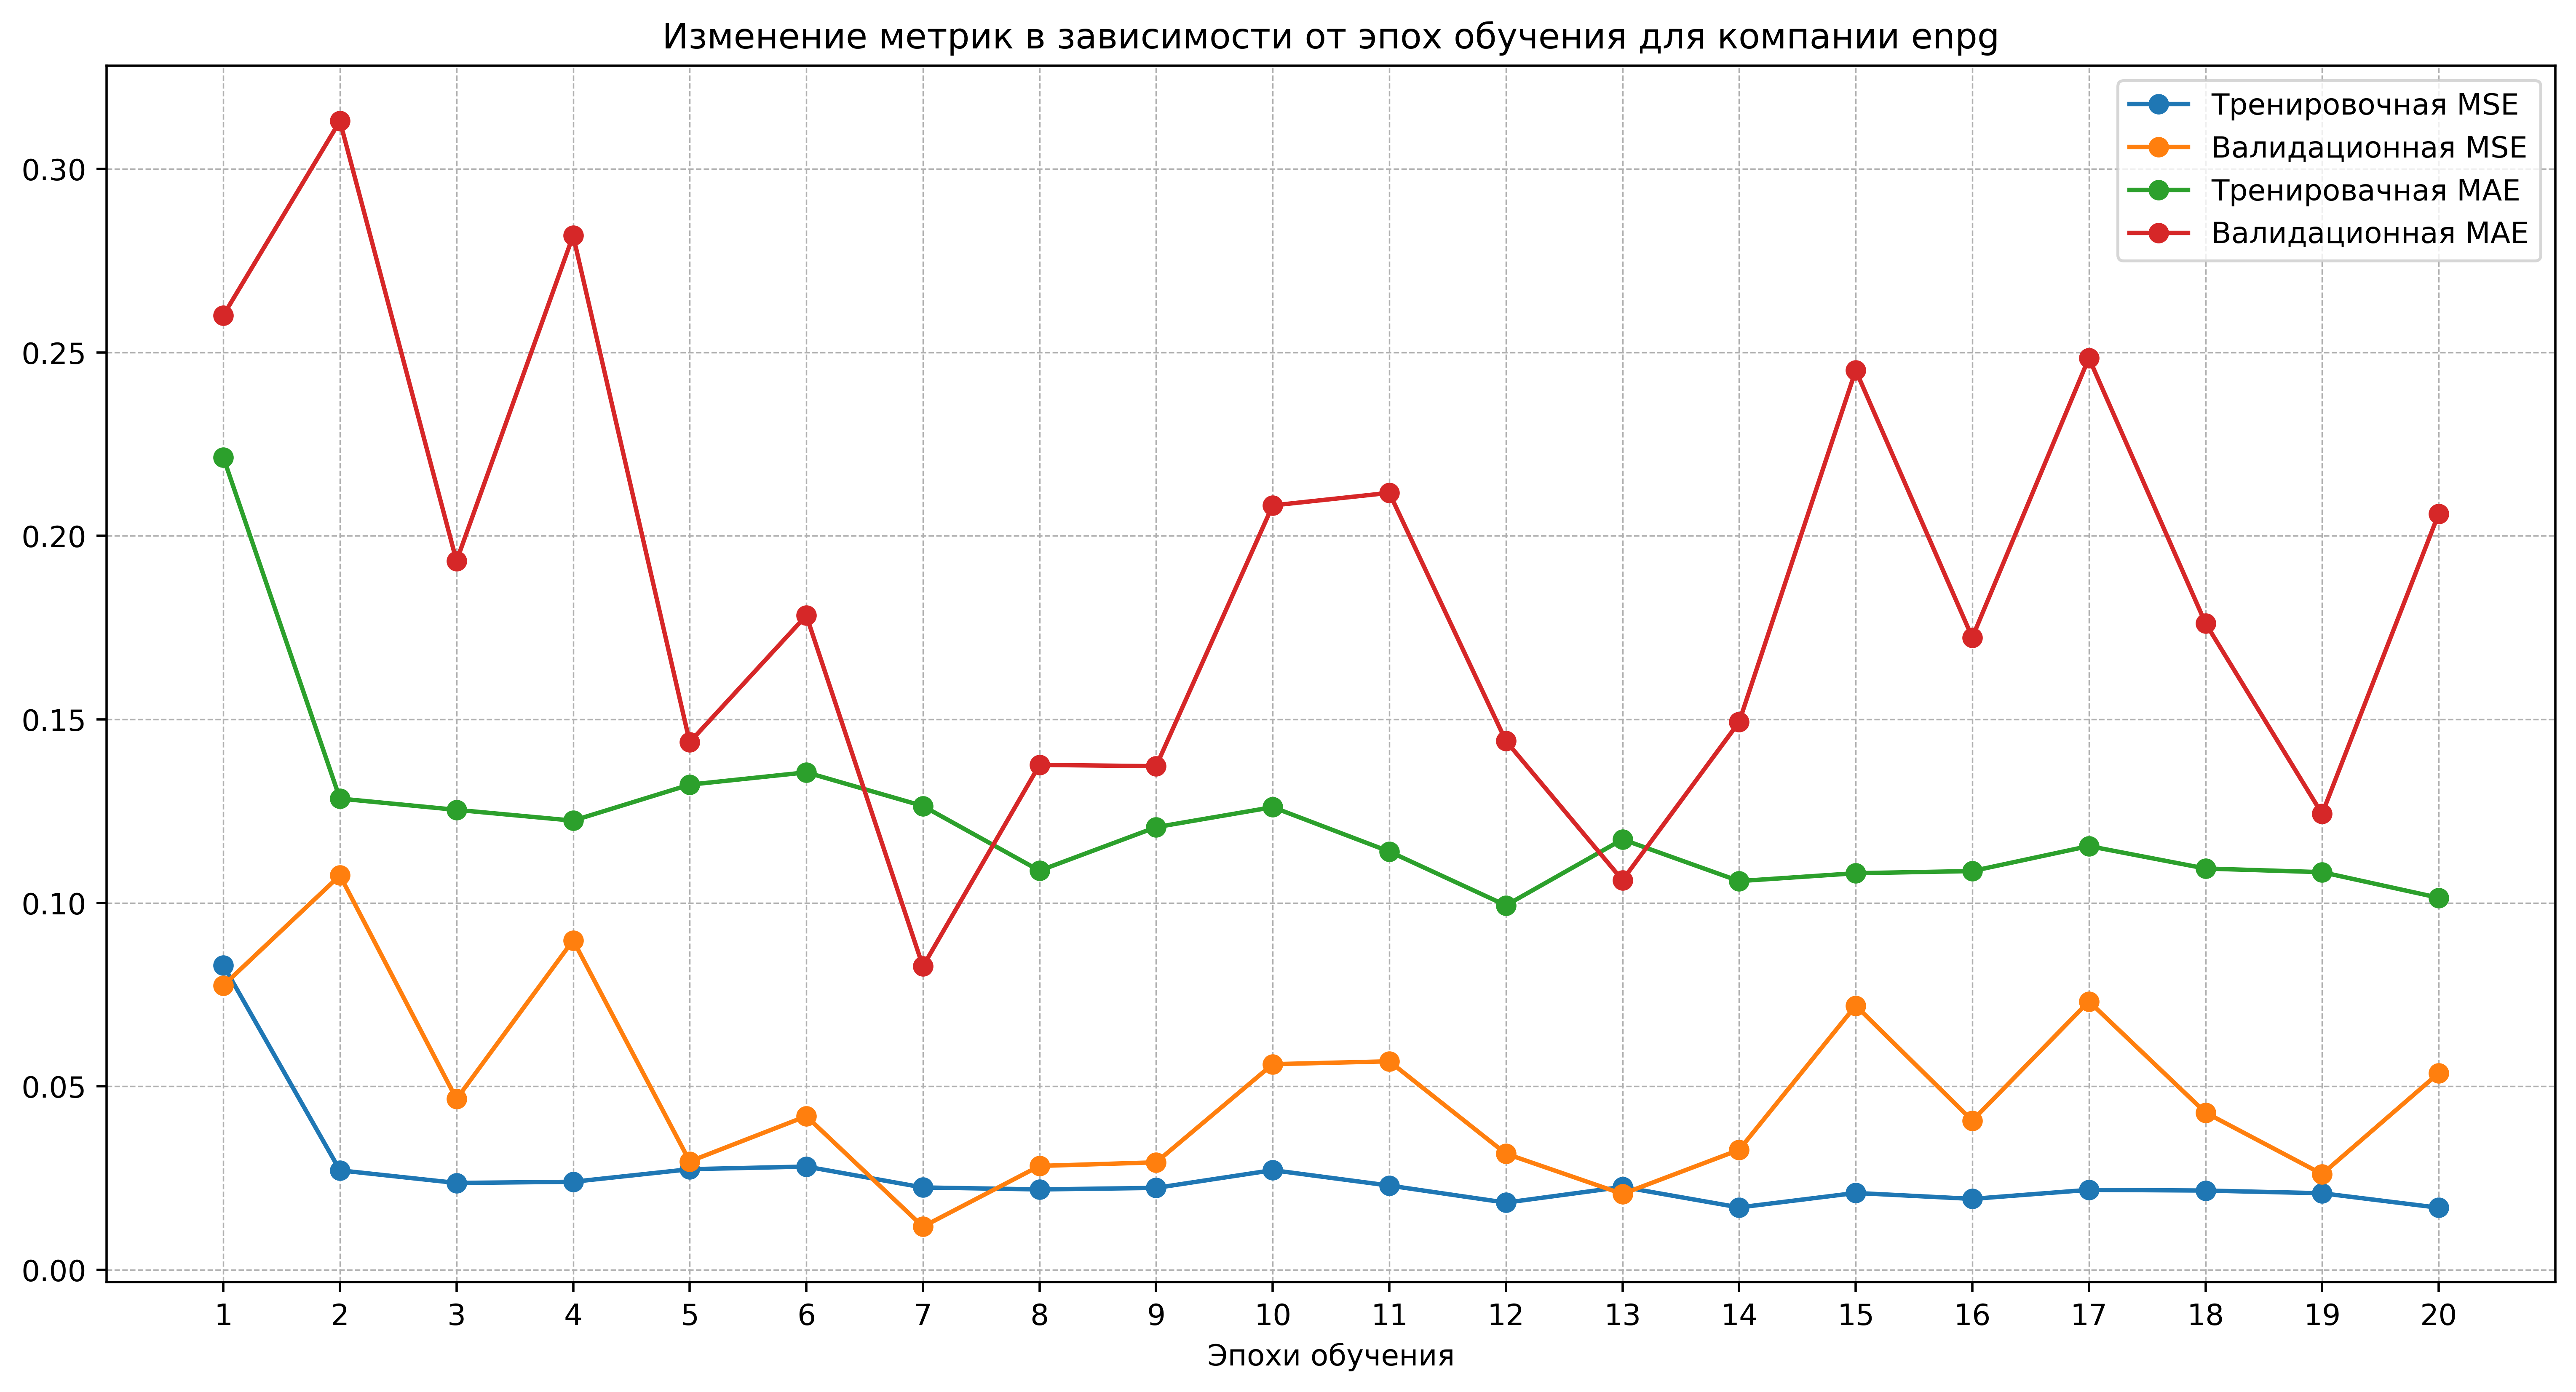 Изменение метрик в зависимости от эпох обучения для компании enpg
Тренировочная MSE
Валидационная MSE
Тренировачная MAE
Валидационная MAE
0.30
0.25
0.20
0.15
0.10
0.05
0.00
1 2 3 4 5 6 7 8 9 10 11 12 13 14 15 16 17 18 19 20
Эпохи обучения